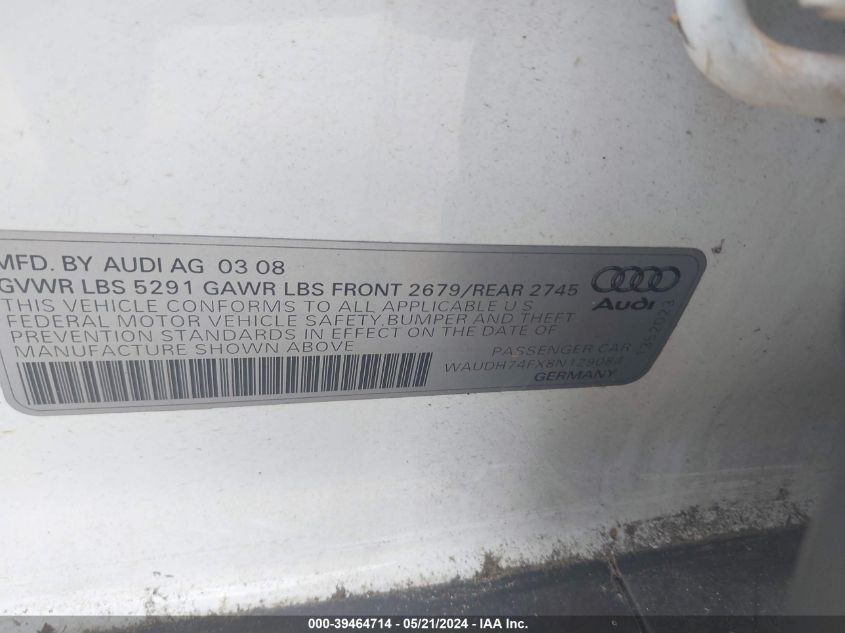 MFD. BY AUDI AG 03 08
GVWR LBS 5291 GAWR LBS FRONT 2679/REAR 2745
THIS VEHICLE CONFORMS TO ALL APPLICABLE U S
FEDERAL MOTOR VEHICLE SAFETY, BUMPER AND THEFT
PREVENTION STANDARDS IN EFFECT ON THE DATE OF
MANUFACTURE SHOWN ABOVE
PASSENGER CAR
WAUDH74FX8N129084
GERMANY
Audi
1352023
000-39464714 - 05/21/2024 - IAA Inc.